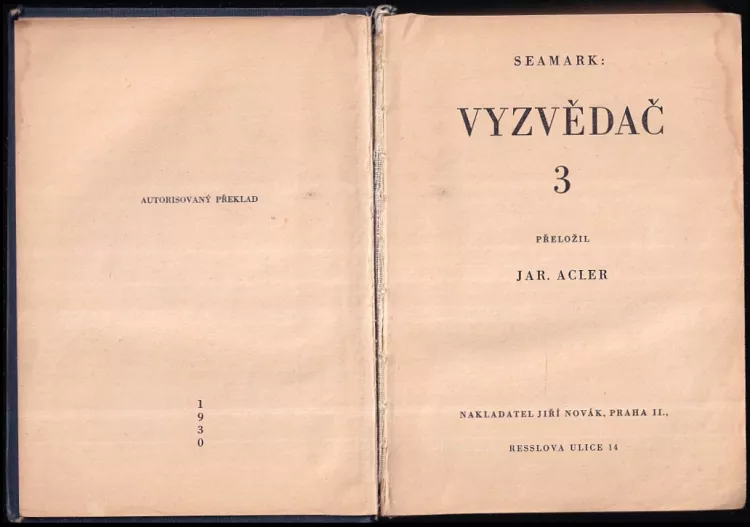 AUTORISOVANÝ PŘEKLAD
1
9
3
0
SEAMARK:
VYZVĚDAČ
3
PŘELOŽIL
JAR. ACLER
NAKLADATEL JIŘÍ NOVÁK, PRAHA II.,
RESSLOVA ULICE 14